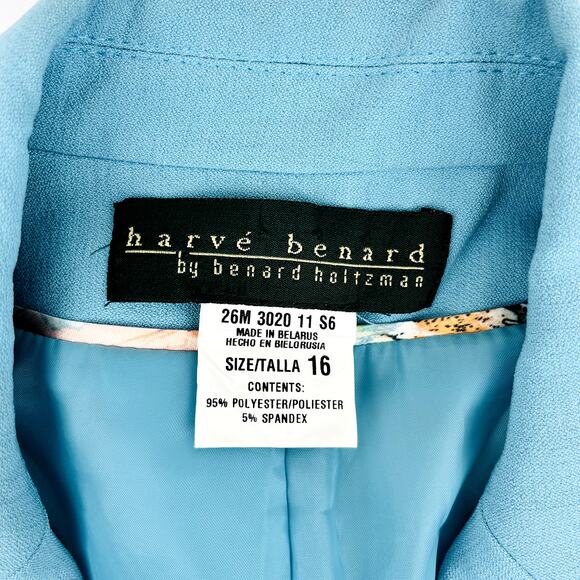 harvé benard
by benard holtzman
26M 3020 11 S6
MADE IN BELARUS
HECHO EN BIELORUSIA
SIZE/TALLA 16
CONTENTS:
95% POLYESTER/POLIESTER
5% SPANDEX